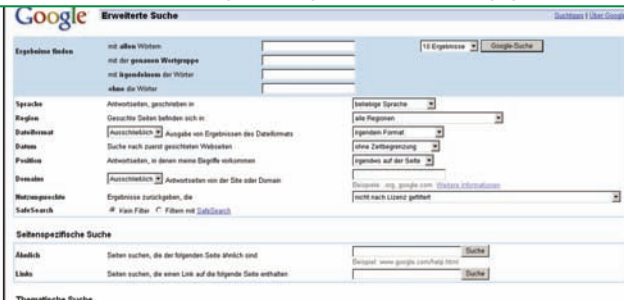 Google Erweiterte Suche Suchtipps | Über Google
Ergebnisse finden mit allen Wörtern 10 Ergebnisse Google-Suche
mit der genauen Wortgruppe
mit irgendeinem der Wörter
ohne die Wörter
Sprache Antwortseiten, geschrieben in beliebige Sprache
Region Gesuchte Seiten befinden sich in: alle Regionen
Dateiformat Ausschließlich Ausgabe von Ergebnissen des Dateiformats irgendein Format
Datum Suche nach zuerst gesichteten Webseiten ohne Zeitbegrenzung
Position Antwortseiten, in denen meine Begriffe vorkommen irgendwo auf der Seite
Domains Ausschließlich Antwortseiten von der Site oder Domain
Beispiele: .org, google.com Weitere Informationen
Nutzungsrechte Ergebnisse zurückgeben, die nicht nach Lizenz gefiltert
SafeSearch Kein Filter Filtern mit SafeSearch
Seitenspezifische Suche
Ähnlich Seiten suchen, die der folgenden Seite ähnlich sind Suche
Beispiel: www.google.com/help.html
Links Seiten suchen, die einen Link auf die folgende Seite enthalten Suche
Thematische Suche